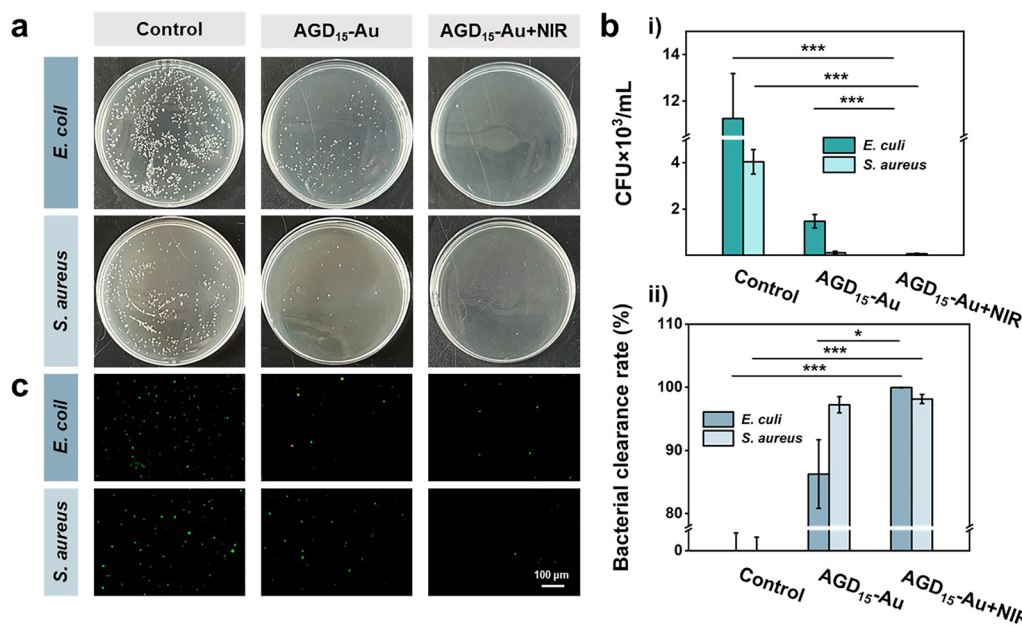 a
Control
AGD₁₅-Au
AGD₁₅-Au+NIR
E. coil
S. aureus
c
E. coil
S. aureus
100 µm
b
i)
CFU×10³/mL
14
12
4
2
***
***
***
E. culi
S. aureus
Control
AGD₁₅-Au
AGD₁₅-Au+NIR
ii)
Bacterial clearance rate (%)
110
100
90
80
0
*
***
***
E. culi
S. aureus
Control
AGD₁₅-Au
AGD₁₅-Au+NIR